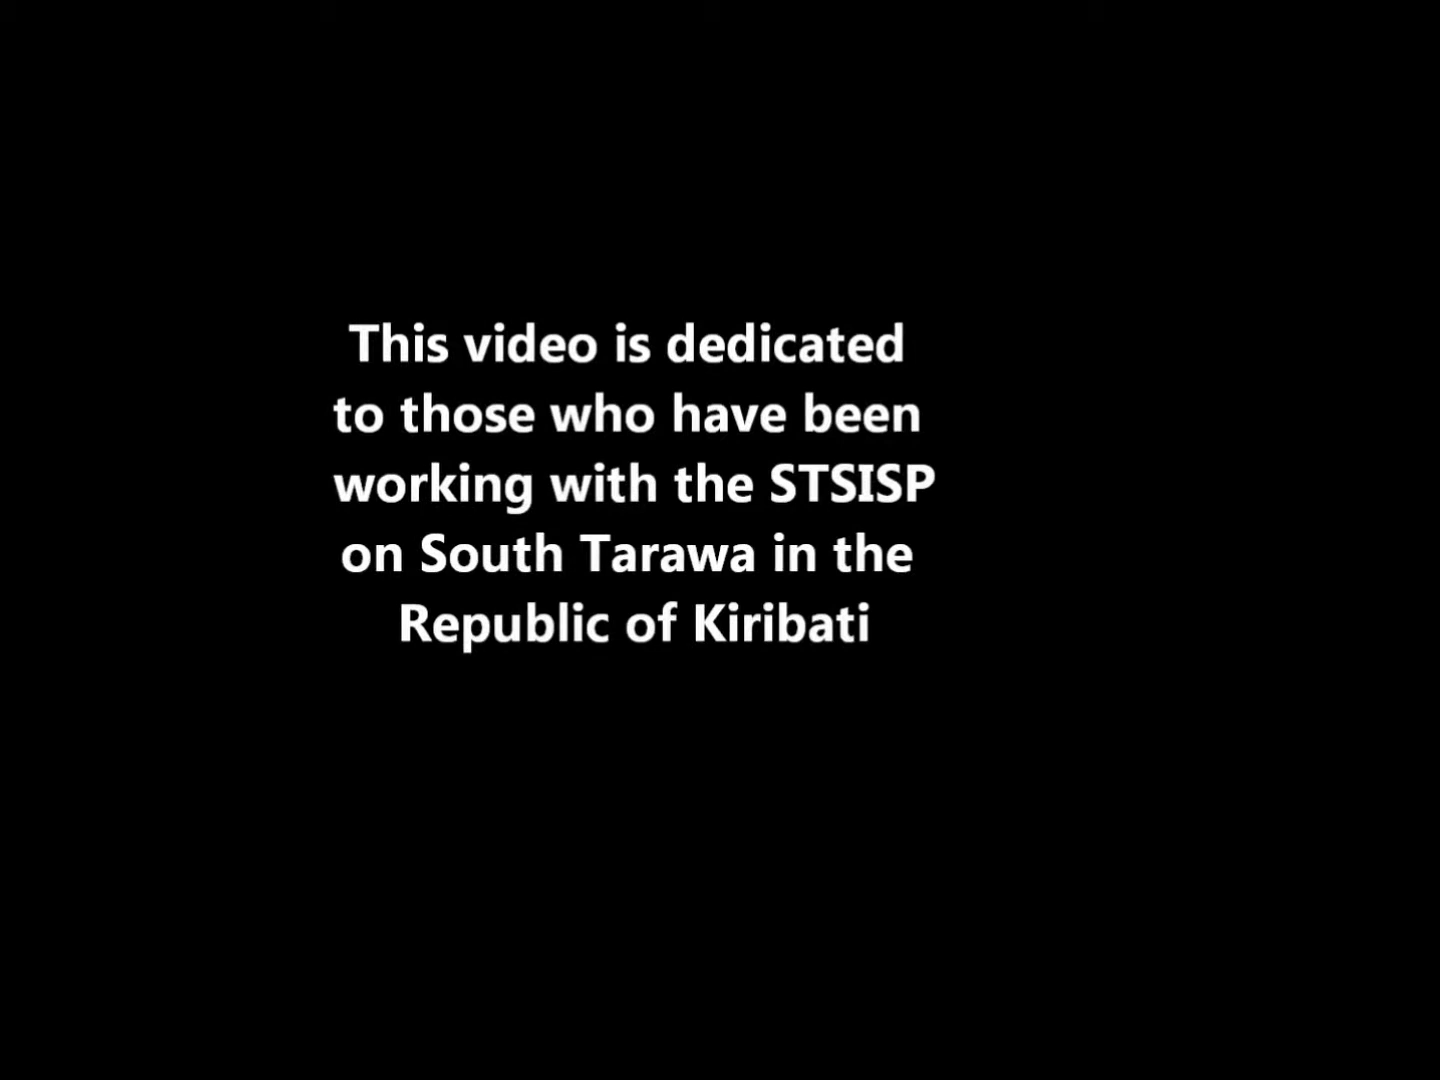 This video is dedicated
to those who have been
working with the STSISP
on South Tarawa in the
Republic of Kiribati